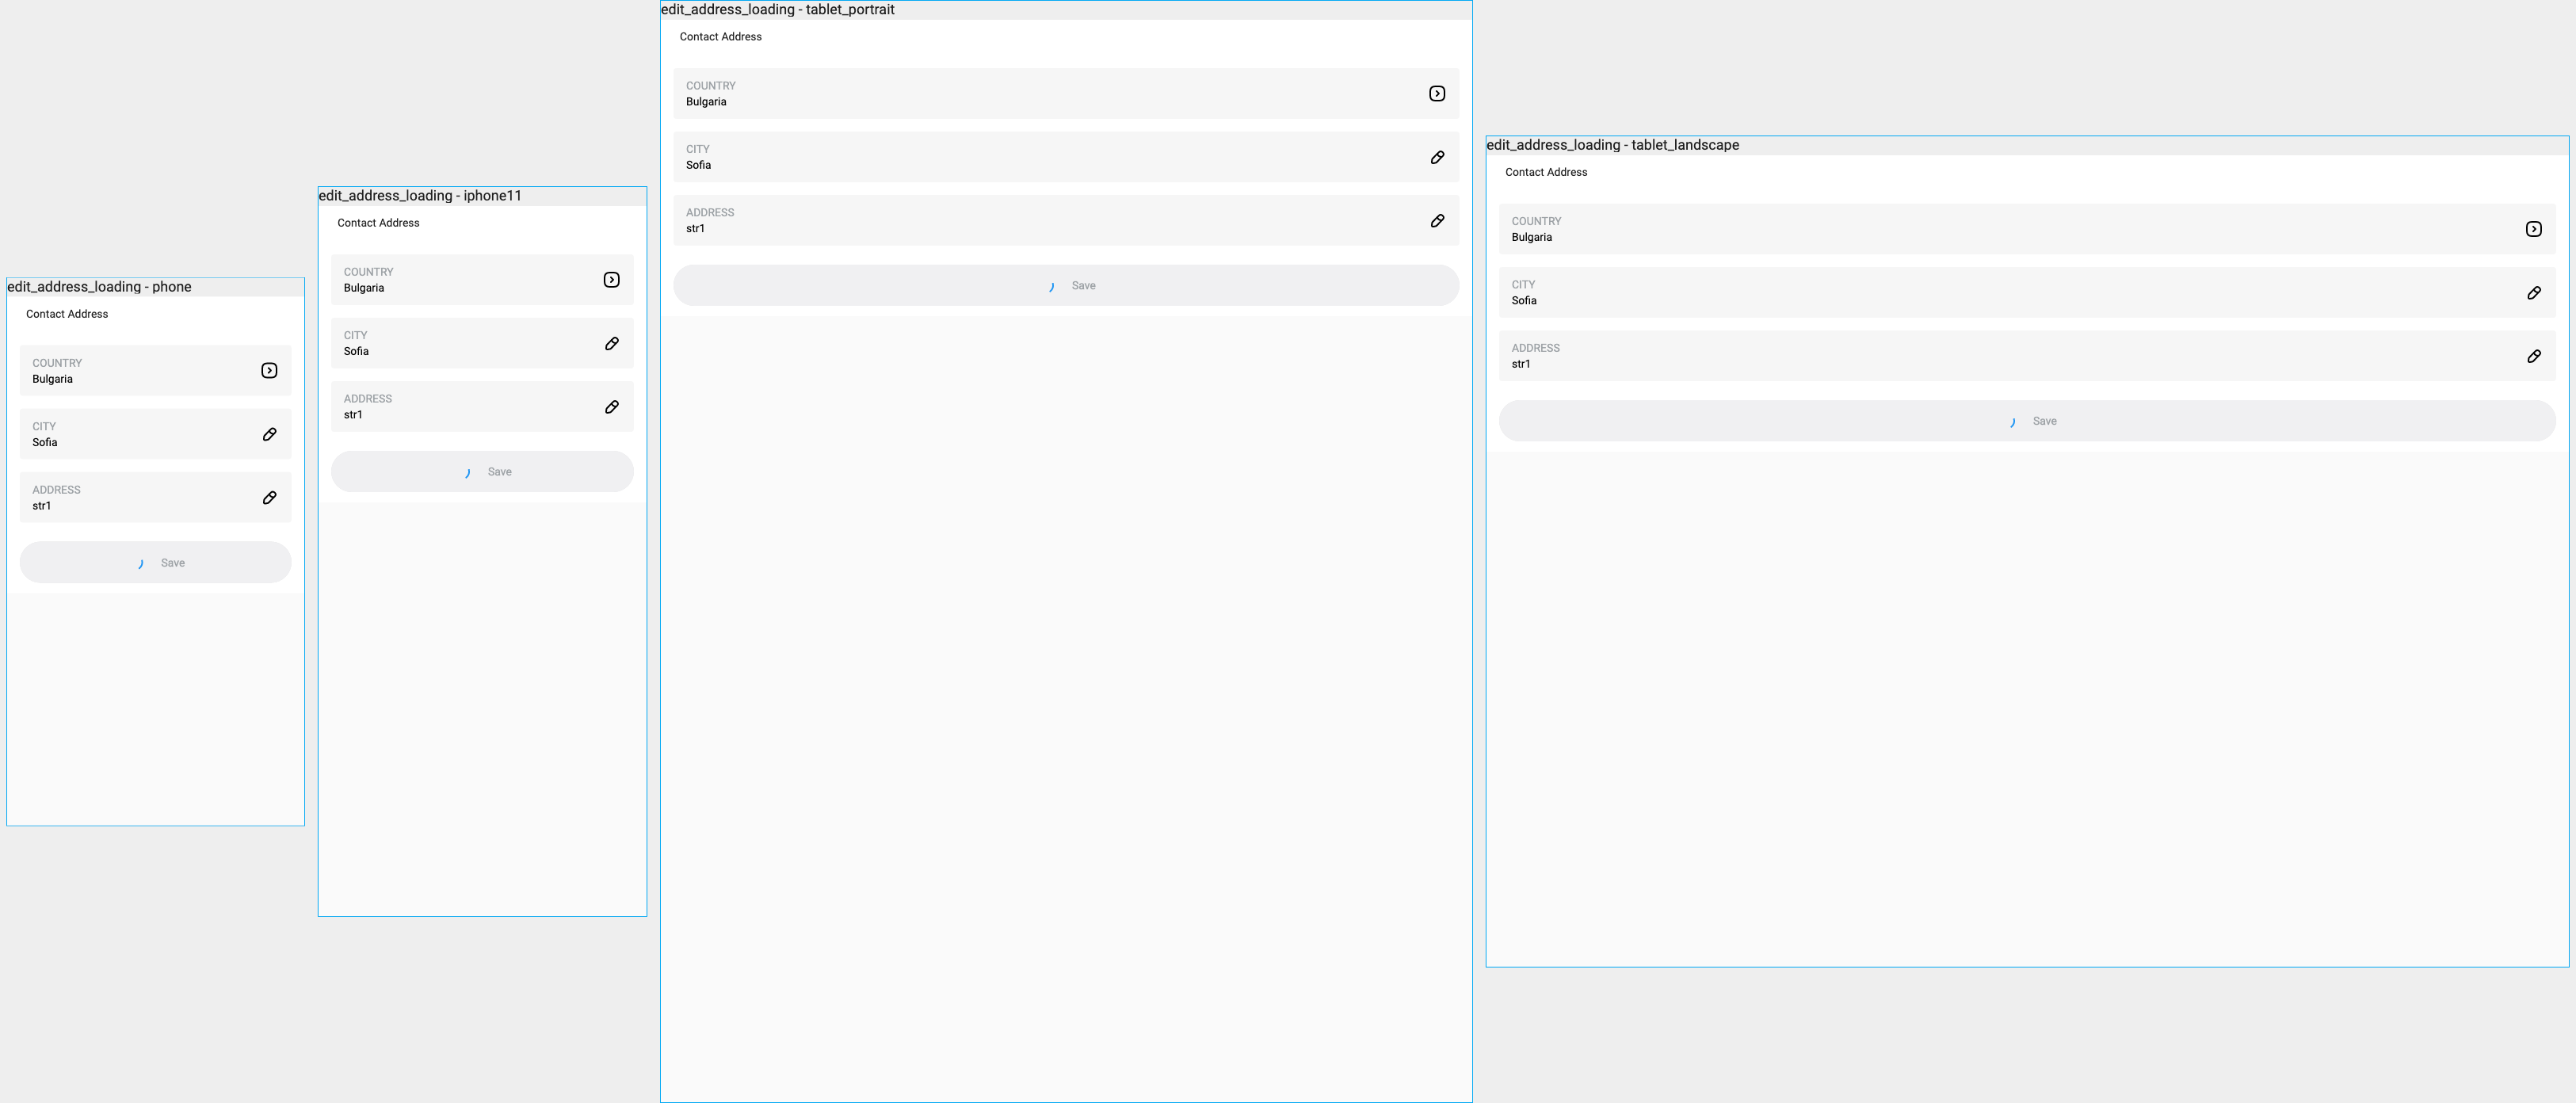 edit_address_loading - phone
Contact Address
COUNTRY
Bulgaria
CITY
Sofia
ADDRESS
str1
Save
edit_address_loading - iphone11
Contact Address
COUNTRY
Bulgaria
CITY
Sofia
ADDRESS
str1
Save
edit_address_loading - tablet_portrait
Contact Address
COUNTRY
Bulgaria
CITY
Sofia
ADDRESS
str1
Save
edit_address_loading - tablet_landscape
Contact Address
COUNTRY
Bulgaria
CITY
Sofia
ADDRESS
str1
Save